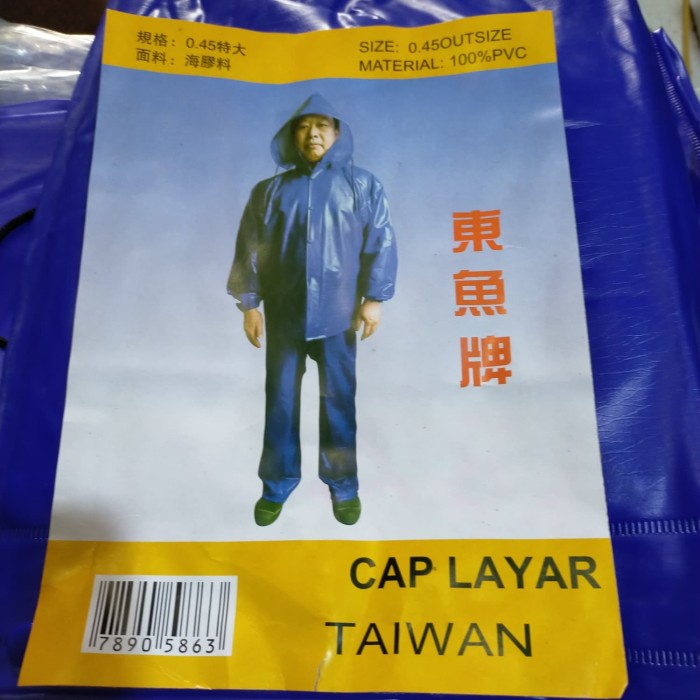 規格：0.45特大
面料：海膠料
SIZE: 0.45OUTSIZE
MATERIAL: 100%PVC
東魚牌
CAP LAYAR
TAIWAN
7890 5863